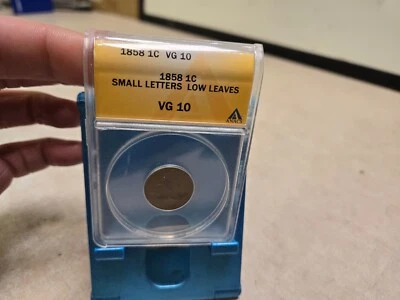 1858 1C VG 10
1858 1C
SMALL LETTERS LOW LEAVES
VG 10